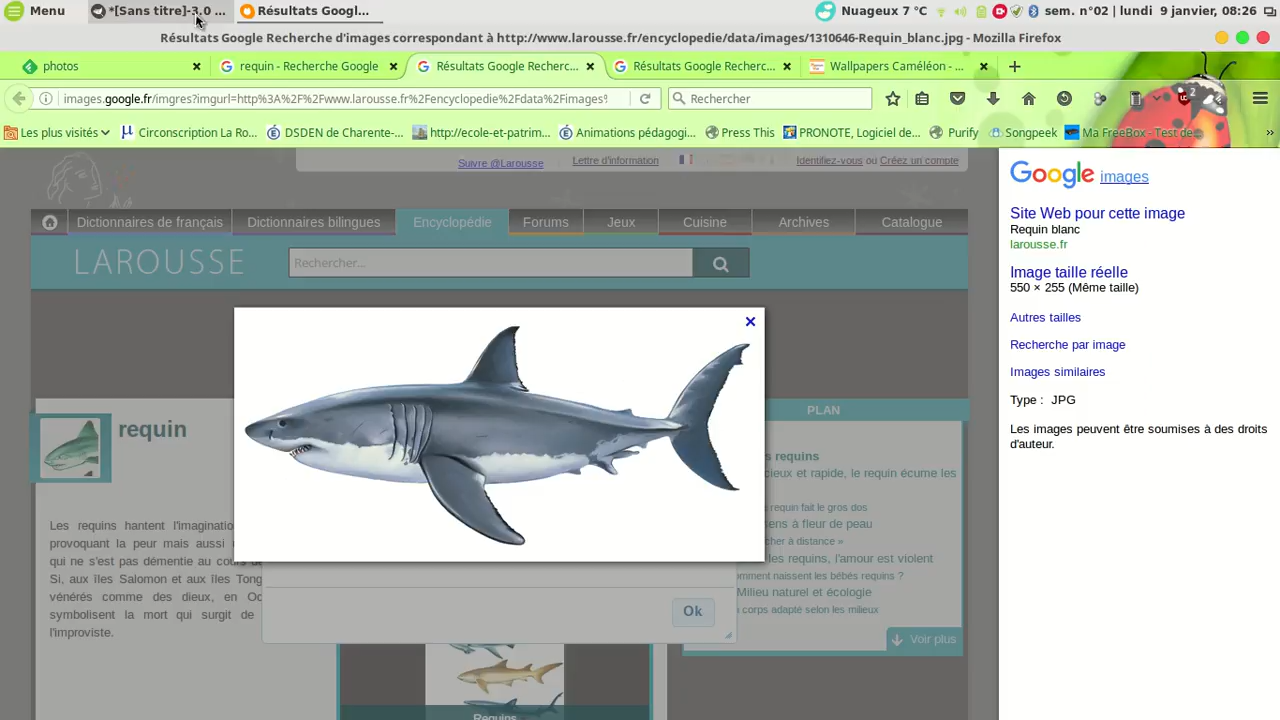 Menu
*[Sans titre]-3.0 ...
Résultats Googl...
Nuageux 7 °C
sem. n°02 | lundi 9 janvier, 08:26
Résultats Google Recherche d'images correspondant à http://www.larousse.fr/encyclopedie/data/images/1310646-Requin_blanc.jpg - Mozilla Firefox
photos
requin - Recherche Google
Résultats Google Recherc...
Résultats Google Recherc...
Wallpapers Caméléon - ...
images.google.fr/imgres?imgurl=http%3A%2F%2Fwww.larousse.fr%2Fencyclopedie%2Fdata%2Fimages%
Rechercher
2
Les plus visités
Circonscription La Ro...
DSDEN de Charente-...
http://ecole-et-patrim...
Animations pédagogi...
Press This
PRONOTE, Logiciel de...
Purify
Songpeek
Ma FreeBox - Test de...
»
Suivre @Larousse
Lettre d'information
Identifiez-vous ou Créez un compte
Dictionnaires de français
Dictionnaires bilingues
Encyclopédie
Forums
Jeux
Cuisine
Archives
Catalogue
LAROUSSE
Rechercher...
requin
Les requins hantent l'imagination
provoquant la peur mais aussi
qui ne s'est pas démentie au cours
Si, aux îles Salomon et aux îles Tong
vénérés comme des dieux, en Oc
symbolisent la mort qui surgit de
l'improviste.
Ok
Requins
PLAN
s requins
cieux et rapide, le requin écume les
requin fait le gros dos
sens à fleur de peau
cher à distance »
les requins, l'amour est violent
omment naissent les bébés requins ?
Milieu naturel et écologie
corps adapté selon les milieux
Voir plus
Google images
Site Web pour cette image
Requin blanc
larousse.fr
Image taille réelle
550 × 255 (Même taille)
Autres tailles
Recherche par image
Images similaires
Type : JPG
Les images peuvent être soumises à des droits
d'auteur.